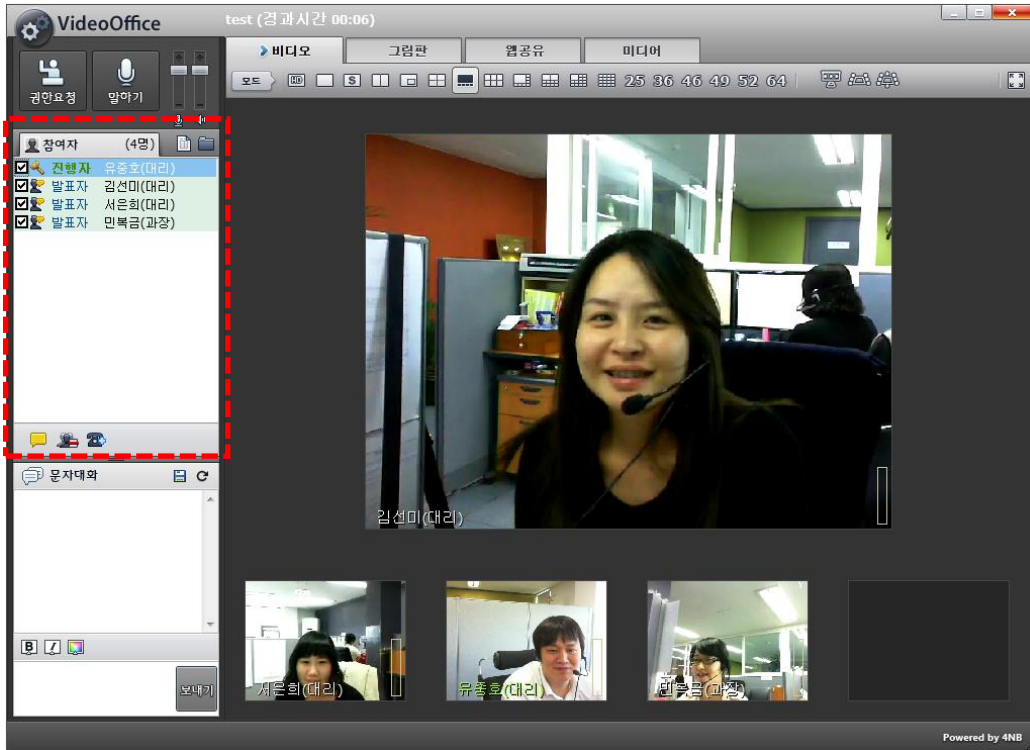 VideoOffice
test (경과시간 00:06)
권한요청
말하기
비디오
그림판
웹공유
미디어
모드
HD S 25 36 46 49 52 64
참여자 (4명)
진행자 유종호(대리)
발표자 김선미(대리)
발표자 서은희(대리)
발표자 민복금(과장)
김선미(대리)
문자대화
B I
보내기
서은희(대리)
유종호(대리)
민복금(과장)
Powered by 4NB